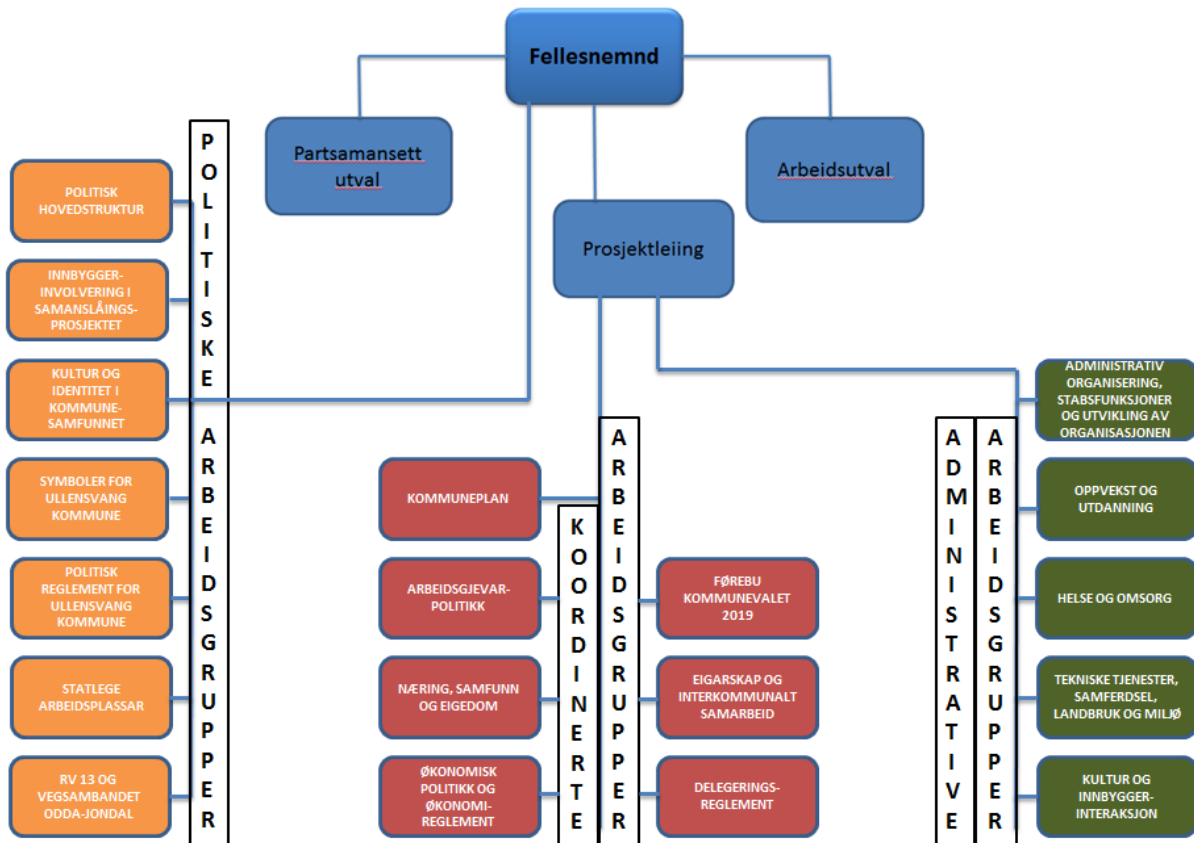 Fellesnemnd
Partsamansett
utval
Arbeidsutval
Prosjektleiing
POLITISKE ARBEIDSGRUPPER
POLITISK
HOVEDSTRUKTUR
INNBYGGER-
INVOLVERING I
SAMANSLÅINGS-
PROSJEKTET
KULTUR OG
IDENTITET I
KOMMUNE-
SAMFUNNET
SYMBOLER FOR
ULLENSVANG
KOMMUNE
POLITISK
REGLEMENT FOR
ULLENSVANG
KOMMUNE
STATLEGE
ARBEIDSPLASSAR
RV 13 OG
VEGSAMBANDET
ODDA-JONDAL
KOORDINERTE
ARBEIDSGRUPPER
KOMMUNEPLAN
ARBEIDSGJEVAR-
POLITIKK
NÆRING, SAMFUNN
OG EIGEDOM
ØKONOMISK
POLITIKK OG
ØKONOMI-
REGLEMENT
FØREBU
KOMMUNEVALET
2019
EIGARSKAP OG
INTERKOMMUNALT
SAMARBEID
DELEGERINGS-
REGLEMENT
ADMINISTRATIVE
ARBEIDSGRUPPER
ADMINISTRATIV
ORGANISERING,
STABSFUNKSJONER
OG UTVIKLING AV
ORGANISASJONEN
OPPVEKST OG
UTDANNING
HELSE OG OMSORG
TEKNISKE TJENESTER,
SAMFERDSEL,
LANDBRUK OG MILJØ
KULTUR OG
INNBYGGER-
INTERAKSJON